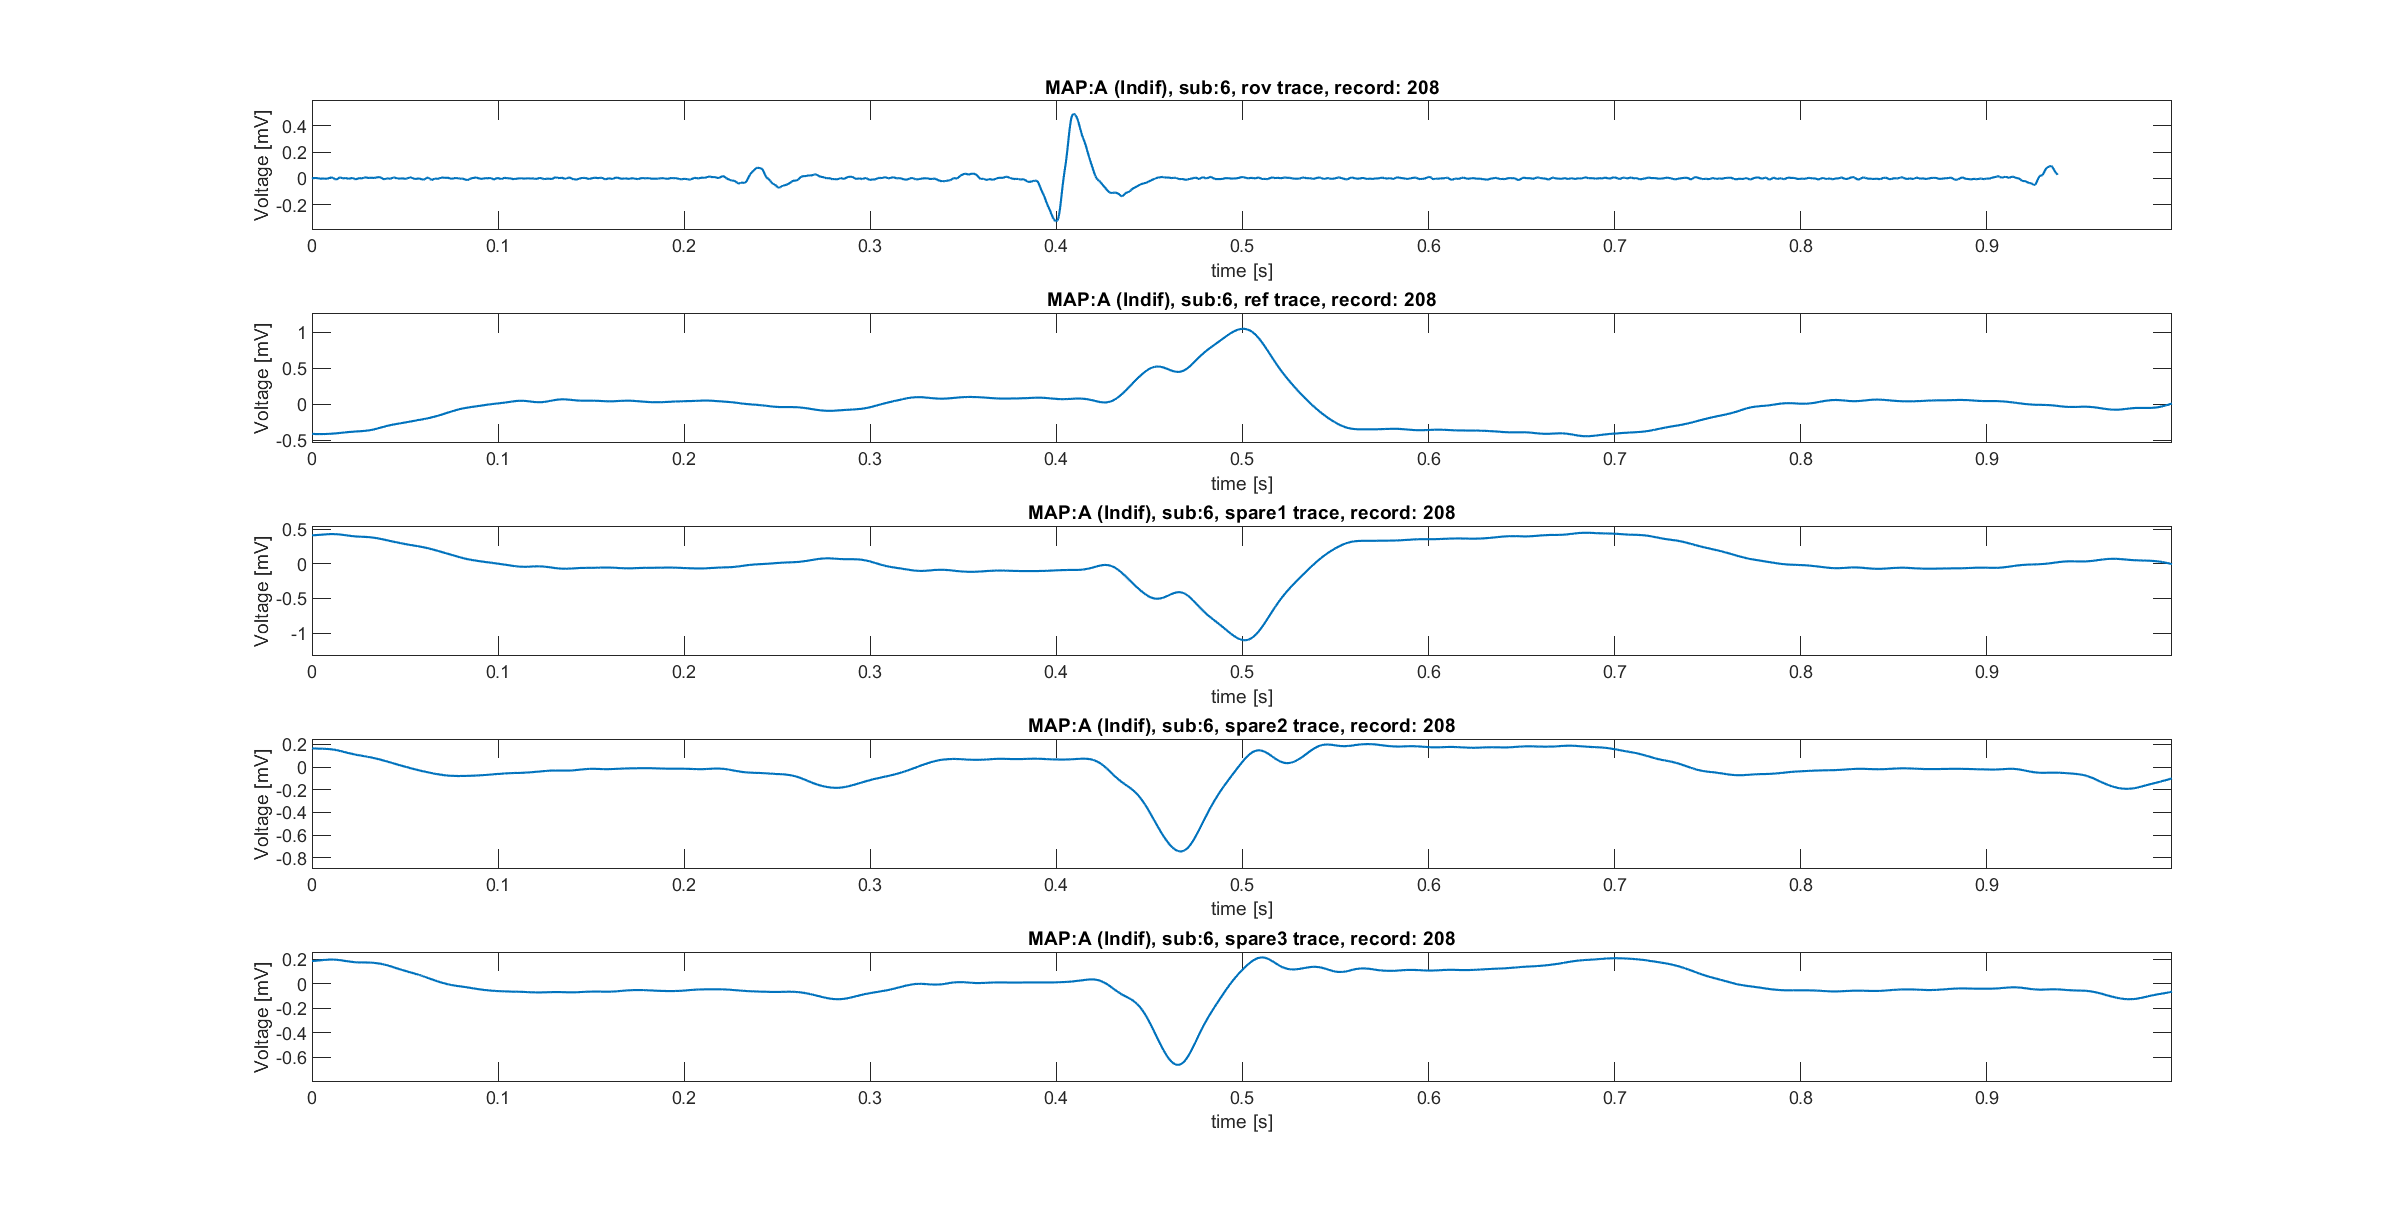 MAP:A (Indif), sub:6, rov trace, record: 208
Voltage [mV]
0.4
0.2
0
-0.2
0 0.1 0.2 0.3 0.4 0.5 0.6 0.7 0.8 0.9
time [s]
MAP:A (Indif), sub:6, ref trace, record: 208
Voltage [mV]
1
0.5
0
-0.5
0 0.1 0.2 0.3 0.4 0.5 0.6 0.7 0.8 0.9
time [s]
MAP:A (Indif), sub:6, spare1 trace, record: 208
Voltage [mV]
0.5
0
-0.5
-1
0 0.1 0.2 0.3 0.4 0.5 0.6 0.7 0.8 0.9
time [s]
MAP:A (Indif), sub:6, spare2 trace, record: 208
Voltage [mV]
0.2
0
-0.2
-0.4
-0.6
-0.8
0 0.1 0.2 0.3 0.4 0.5 0.6 0.7 0.8 0.9
time [s]
MAP:A (Indif), sub:6, spare3 trace, record: 208
Voltage [mV]
0.2
0
-0.2
-0.4
-0.6
0 0.1 0.2 0.3 0.4 0.5 0.6 0.7 0.8 0.9
time [s]